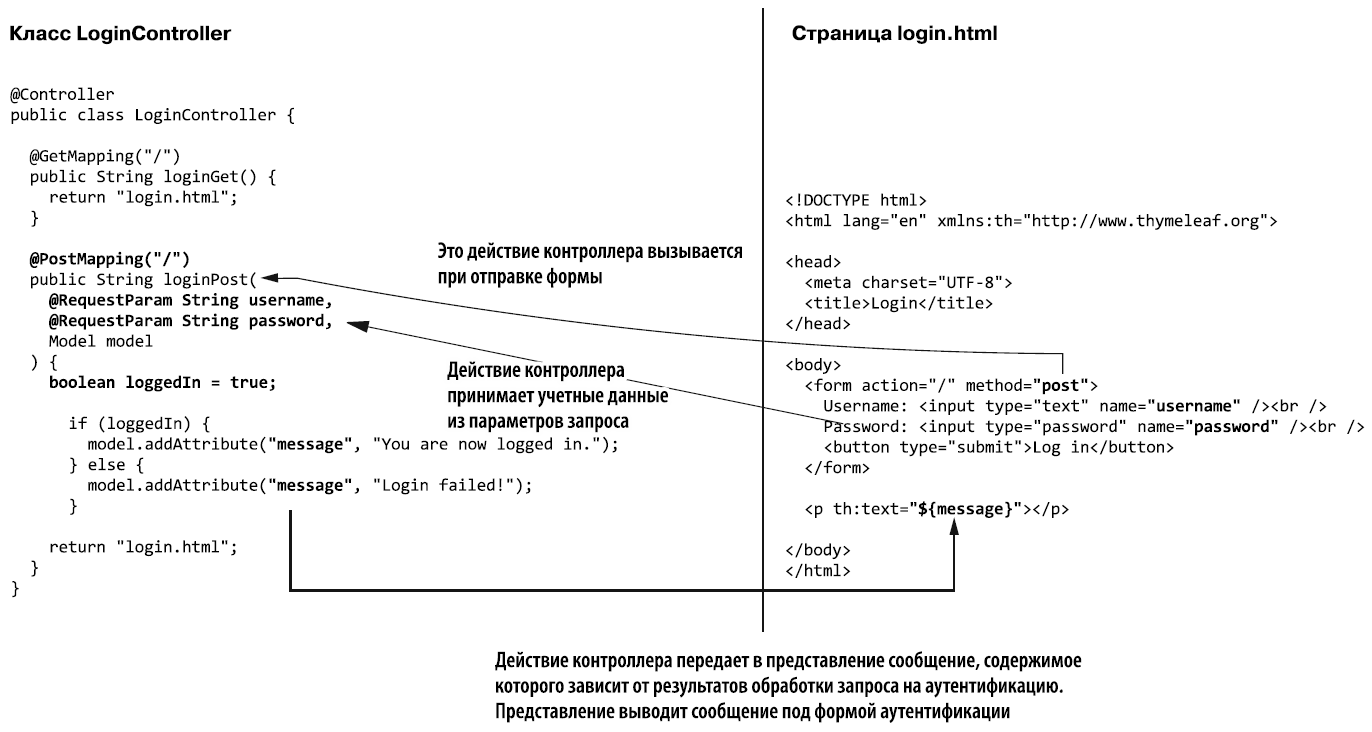 Класс LoginController
@Controller
public class LoginController {
@GetMapping("/")
public String loginGet() {
return "login.html";
}
@PostMapping("/")
public String loginPost(
@RequestParam String username,
@RequestParam String password,
Model model
) {
boolean loggedIn = true;
if (loggedIn) {
model.addAttribute("message", "You are now logged in.");
} else {
model.addAttribute("message", "Login failed!");
}
return "login.html";
}
}
Это действие контроллера вызывается
при отправке формы
Действие контроллера
принимает учетные данные
из параметров запроса
Страница login.html
<!DOCTYPE html>
<html lang="en" xmlns:th="http://www.thymeleaf.org">
<head>
<meta charset="UTF-8">
<title>Login</title>
</head>
<body>
<form action="/" method="post">
Username: <input type="text" name="username" /><br />
Password: <input type="password" name="password" /><br />
<button type="submit">Log in</button>
</form>
<p th:text="${message}"></p>
</body>
</html>
Действие контроллера передает в представление сообщение, содержимое
которого зависит от результатов обработки запроса на аутентификацию.
Представление выводит сообщение под формой аутентификации